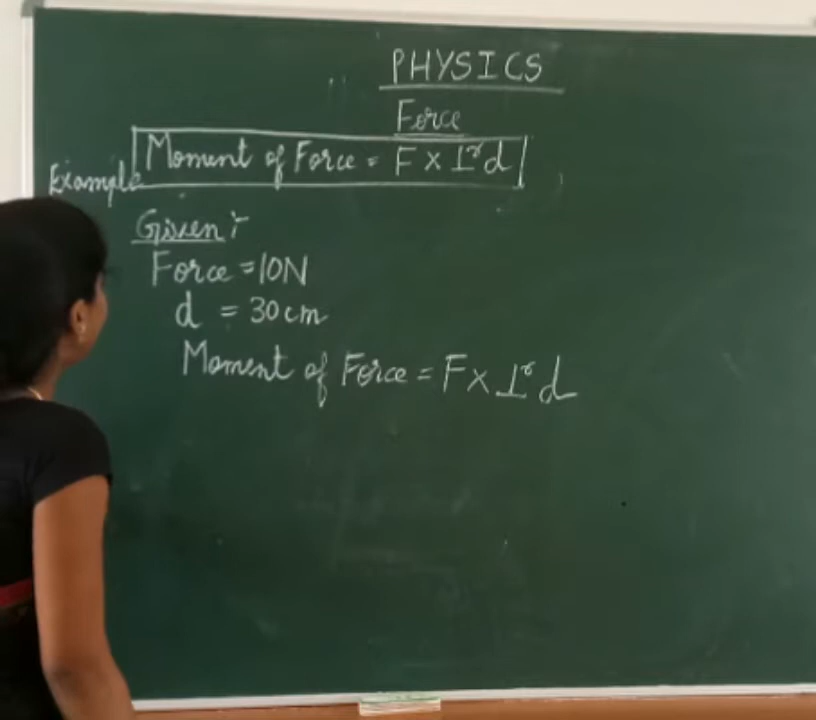 PHYSICS
Force
Moment of Force = F × ⊥ʳ d
Example
Given :-
Force = 10N
d = 30 cm
Moment of Force = F × ⊥ʳ d